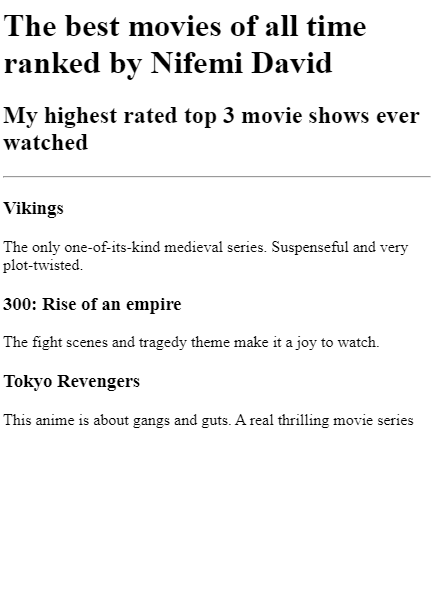 The best movies of all time
ranked by Nifemi David
My highest rated top 3 movie shows ever
watched
Vikings
The only one-of-its-kind medieval series. Suspenseful and very
plot-twisted.
300: Rise of an empire
The fight scenes and tragedy theme make it a joy to watch.
Tokyo Revengers
This anime is about gangs and guts. A real thrilling movie series